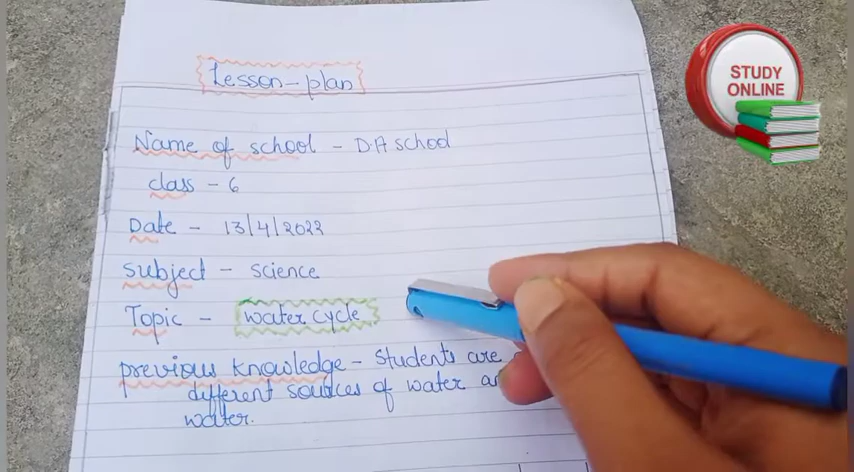 Lesson-plan
STUDY
ONLINE
Name of school - D.A school
class - 6
Date - 13/4/2022
Subject - Science
Topic - water cycle
previous knowledge - Students are
different sources of water
water.